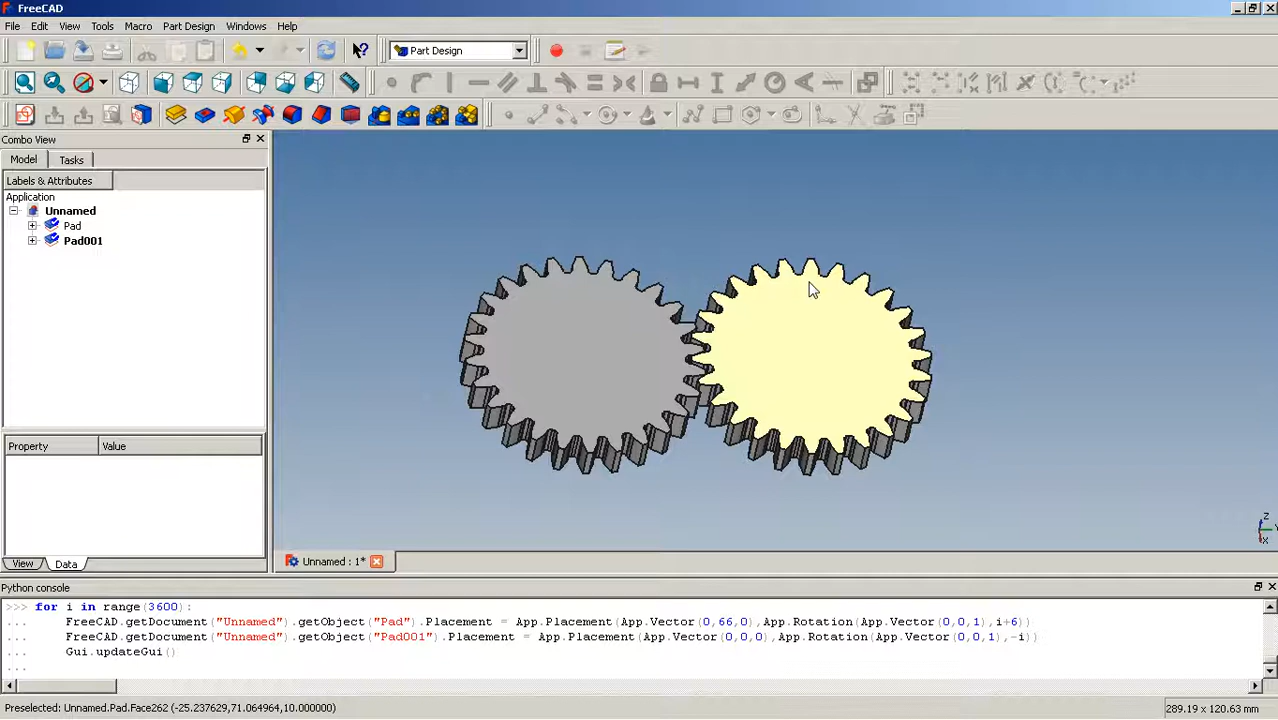 FreeCAD
File Edit View Tools Macro Part Design Windows Help
Part Design
Combo View
Model Tasks
Labels & Attributes
Application
Unnamed
Pad
Pad001
Property Value
View Data
Unnamed : 1*
Z
X
Python console
>>> for i in range(3600):
... FreeCAD.getDocument("Unnamed").getObject("Pad").Placement = App.Placement(App.Vector(0,66,0),App.Rotation(App.Vector(0,0,1),i+6))
... FreeCAD.getDocument("Unnamed").getObject("Pad001").Placement = App.Placement(App.Vector(0,0,0),App.Rotation(App.Vector(0,0,1),-i))
... Gui.updateGui()
...
Preselected: Unnamed.Pad.Face262 (-25.237629,71.064964,10.000000)
289.19 x 120.63 mm